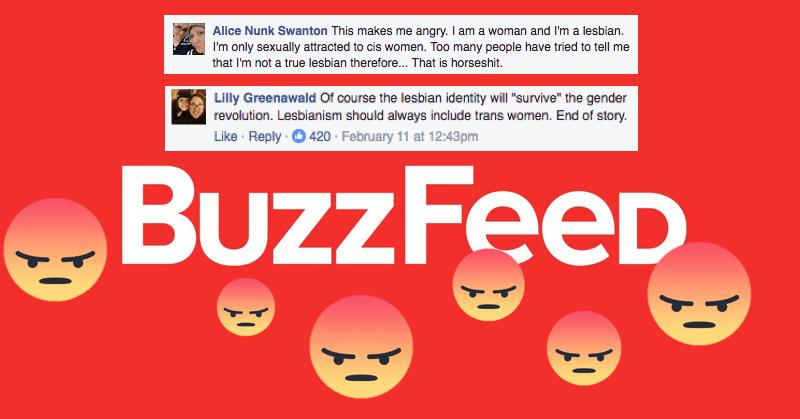 Alice Nunk Swanton This makes me angry. I am a woman and I'm a lesbian.
I'm only sexually attracted to cis women. Too many people have tried to tell me
that I'm not a true lesbian therefore... That is horseshit.
Lilly Greenawald Of course the lesbian identity will "survive" the gender
revolution. Lesbianism should always include trans women. End of story.
Like · Reply · 420 · February 11 at 12:43pm
BuzzFeed